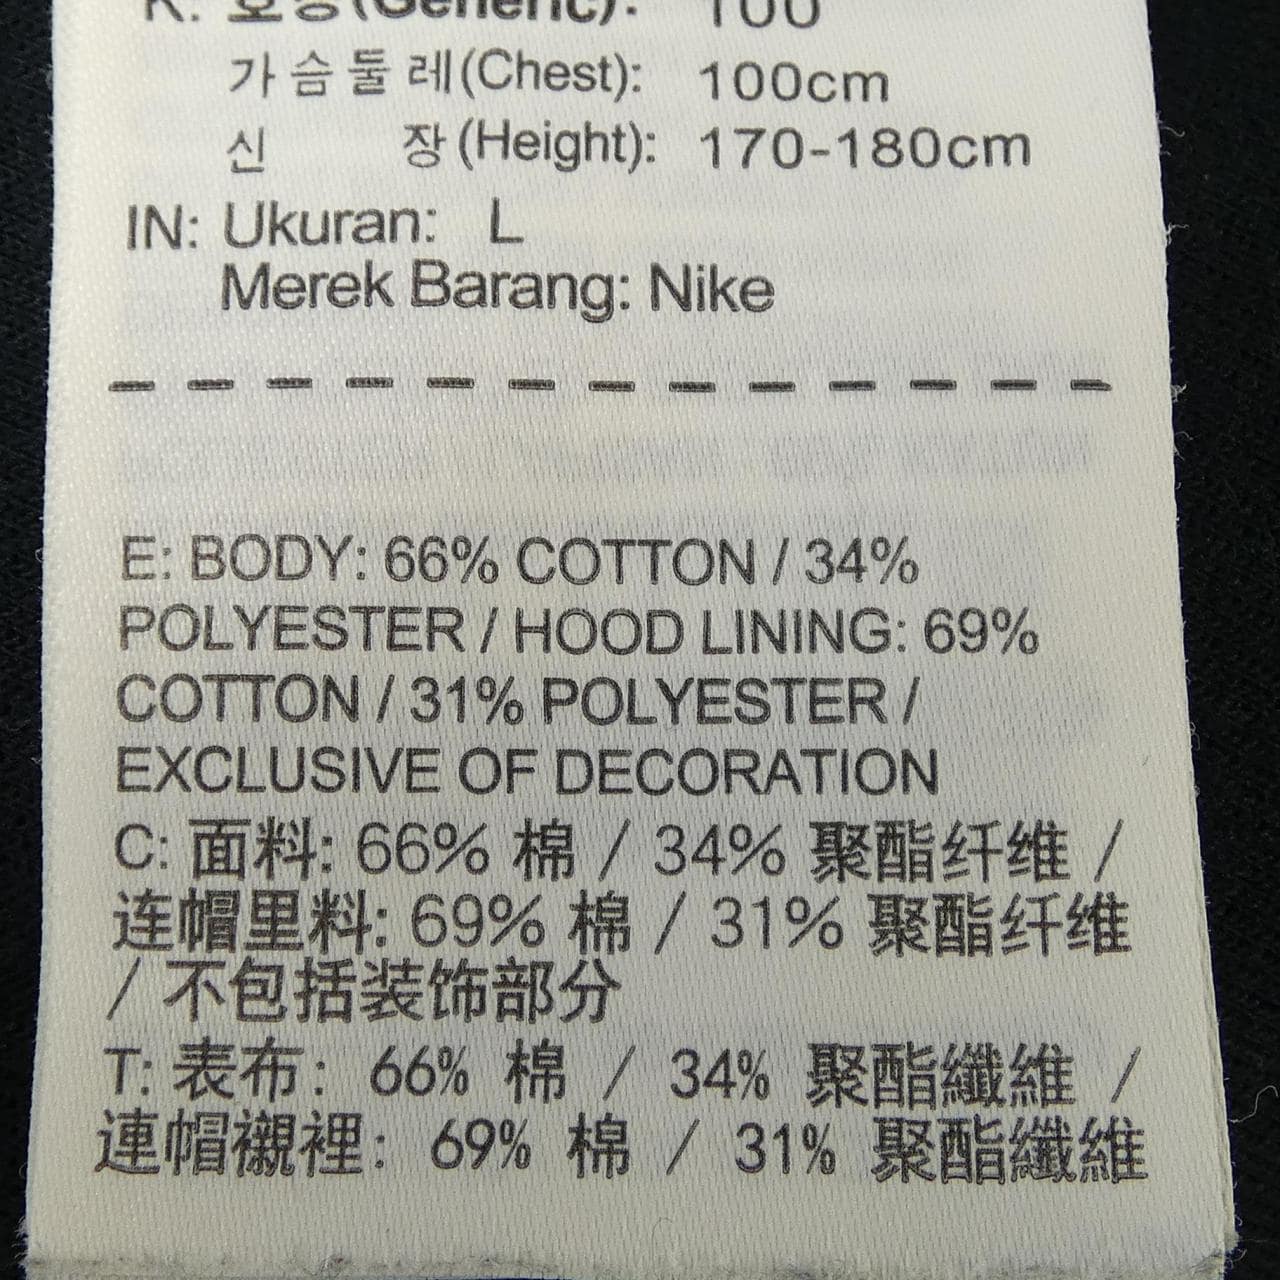 K: 호칭(Generic): 100
가슴둘레(Chest): 100cm
신 장(Height): 170-180cm
IN: Ukuran: L
Merek Barang: Nike
E: BODY: 66% COTTON / 34%
POLYESTER / HOOD LINING: 69%
COTTON / 31% POLYESTER /
EXCLUSIVE OF DECORATION
C: 面料: 66% 棉 / 34% 聚酯纤维 /
连帽里料: 69% 棉 / 31% 聚酯纤维
/ 不包括装饰部分
T: 表布: 66% 棉 / 34% 聚酯纖維 /
連帽襯裡: 69% 棉 / 31% 聚酯纖維